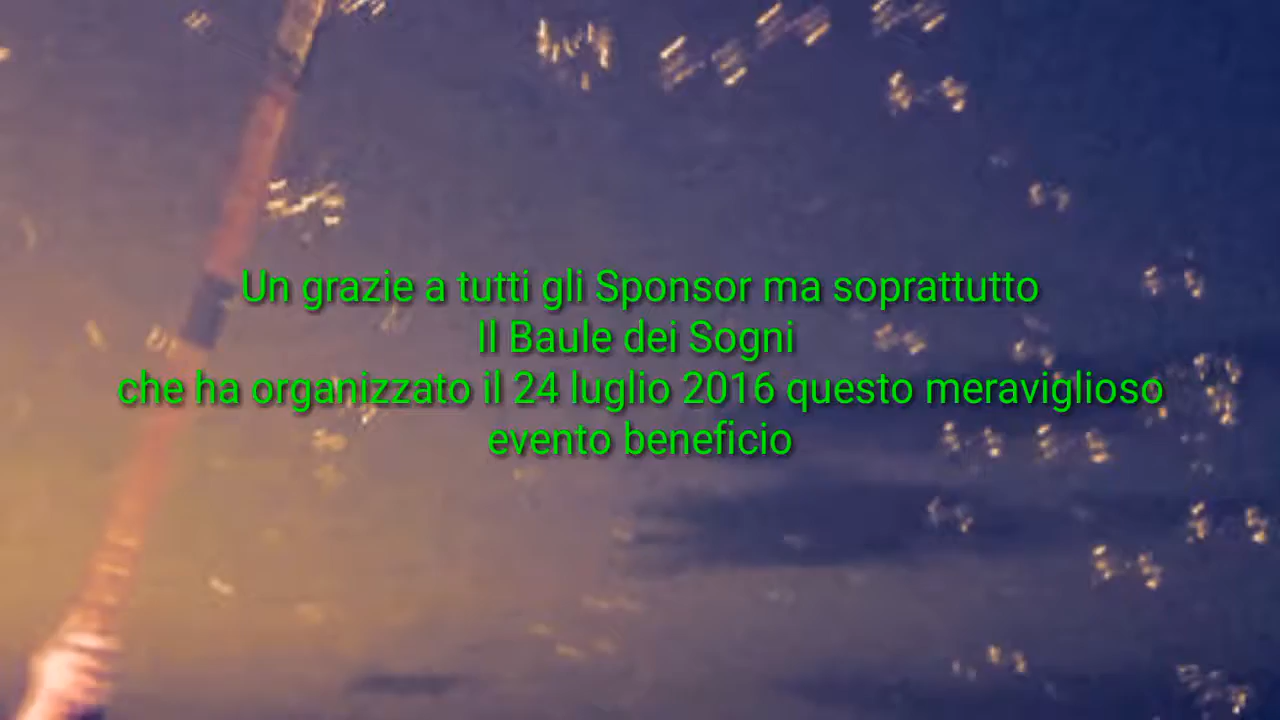 Un grazie a tutti gli Sponsor ma soprattutto
Il Baule dei Sogni
che ha organizzato il 24 luglio 2016 questo meraviglioso
evento beneficio